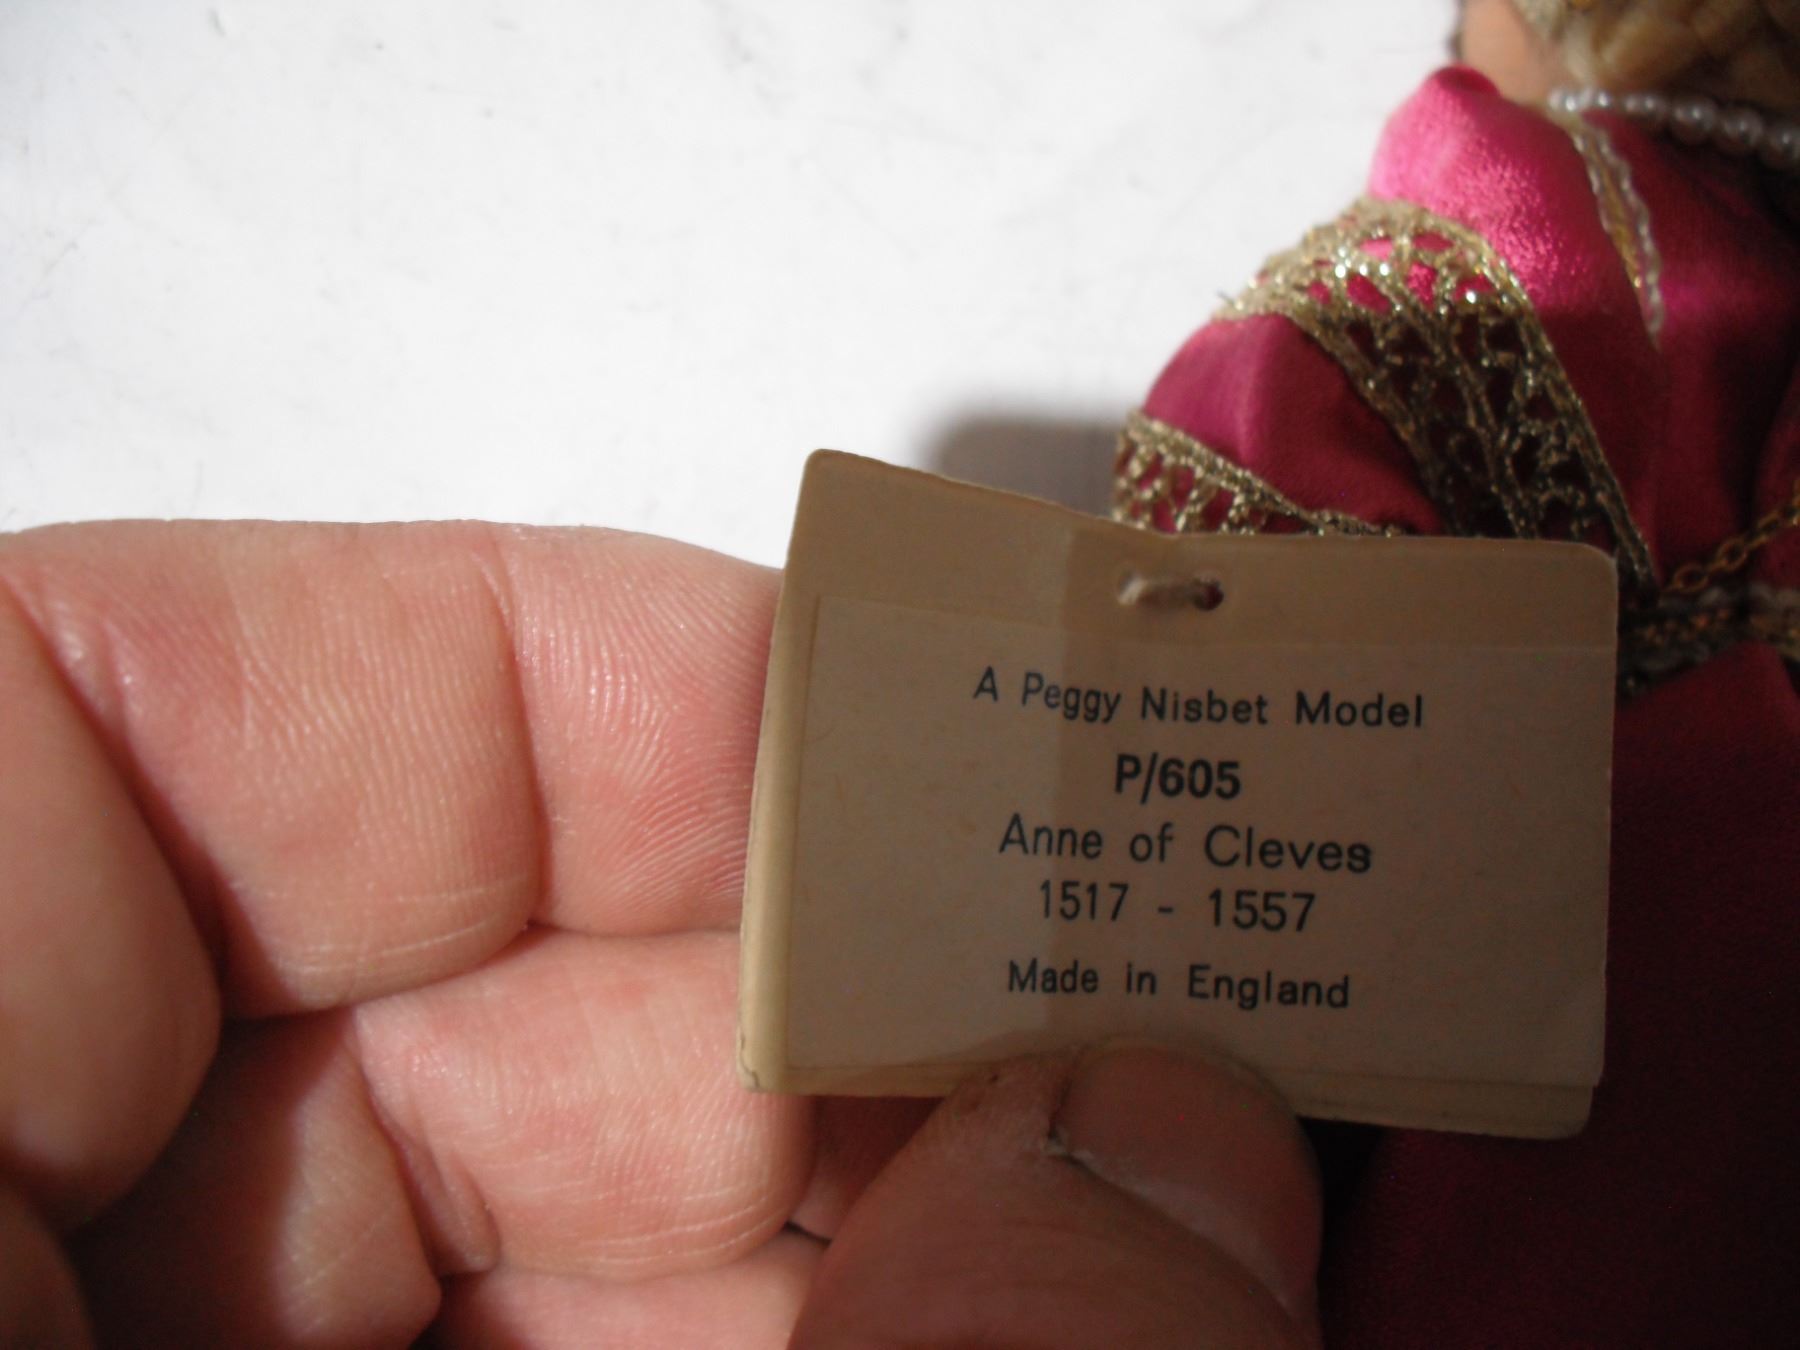 A Peggy Nisbet Model
P/605
Anne of Cleves
1517 - 1557
Made in England